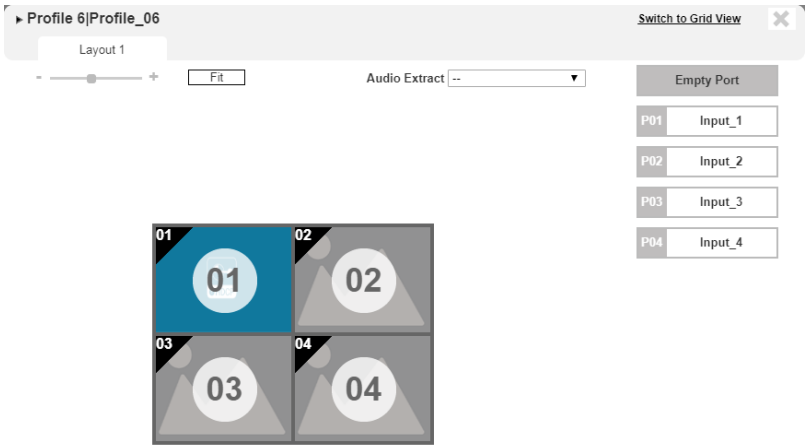 Profile 6|Profile_06
Switch to Grid View
Layout 1
- +
Fit
Audio Extract --
Empty Port
P01 Input_1
P02 Input_2
P03 Input_3
P04 Input_4
01 02
01 02
03 04
03 04